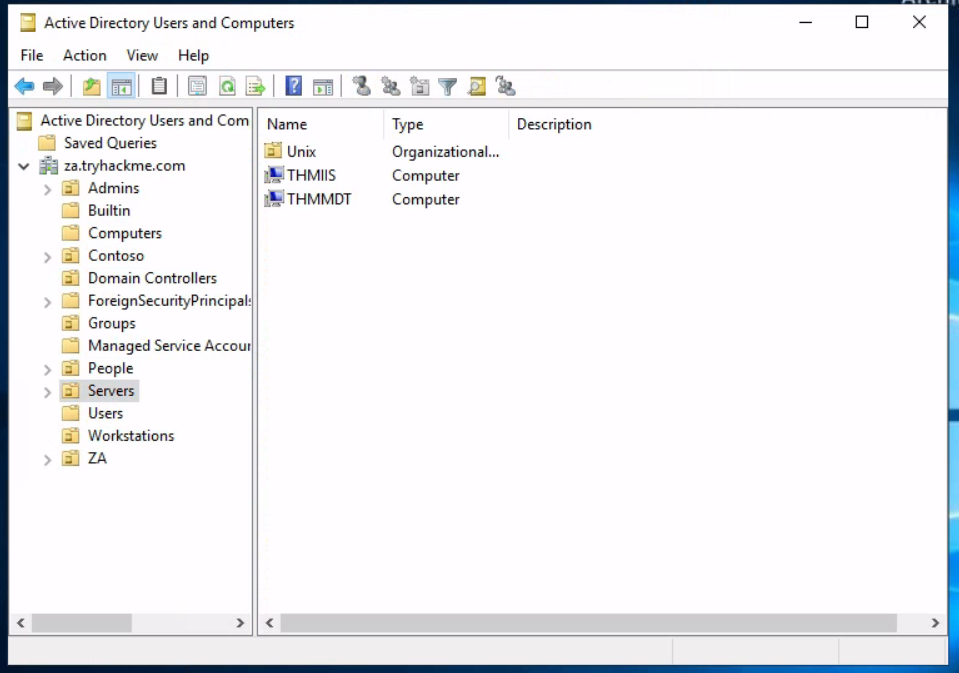 Active Directory Users and Computers
File Action View Help
Active Directory Users and Com
Saved Queries
za.tryhackme.com
Admins
Builtin
Computers
Contoso
Domain Controllers
ForeignSecurityPrincipals
Groups
Managed Service Accour
People
Servers
Users
Workstations
ZA
Name Type Description
Unix Organizational...
THMIIS Computer
THMMDT Computer